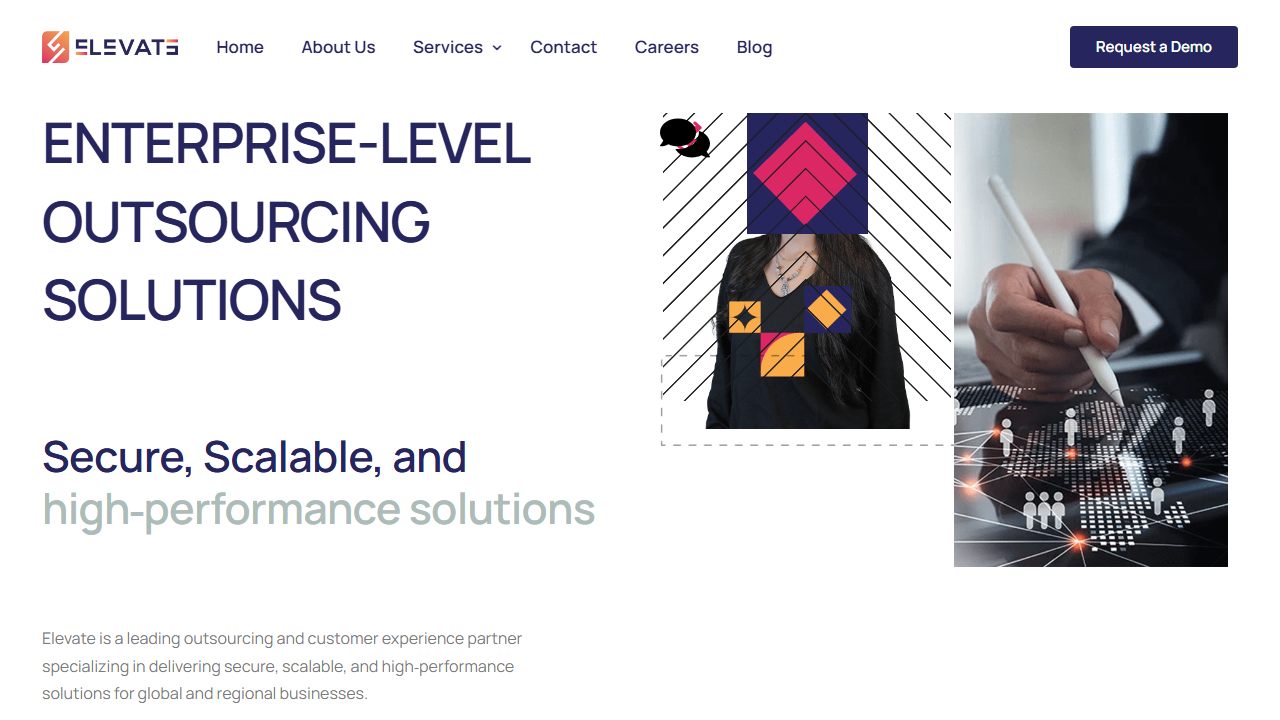 ELEVATE
Home
About Us
Services
Contact
Careers
Blog
Request a Demo
ENTERPRISE-LEVEL
OUTSOURCING
SOLUTIONS
Secure, Scalable, and
high-performance solutions
Elevate is a leading outsourcing and customer experience partner
specializing in delivering secure, scalable, and high-performance
solutions for global and regional businesses.